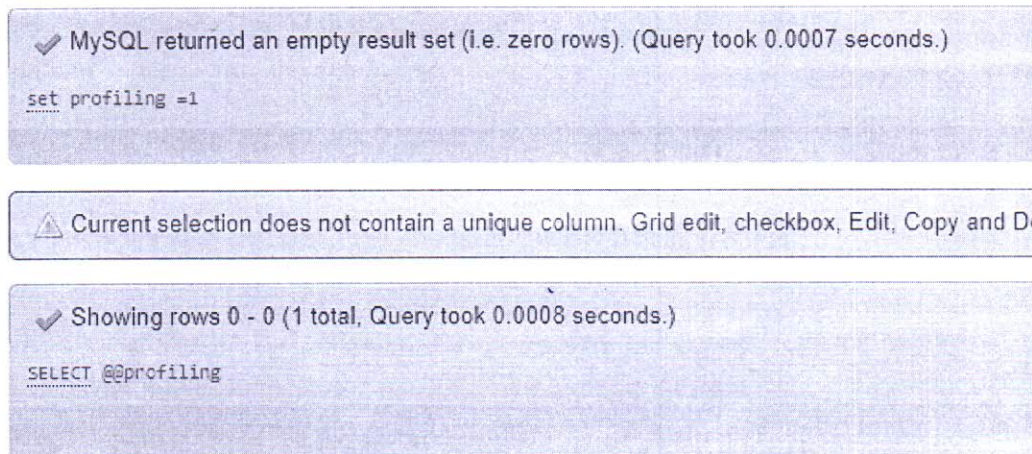 MySQL returned an empty result set (i.e. zero rows). (Query took 0.0007 seconds.)
set profiling =1
Current selection does not contain a unique column. Grid edit, checkbox, Edit, Copy and
Showing rows 0 - 0 (1 total, Query took 0.0008 seconds.)
SELECT @@profiling